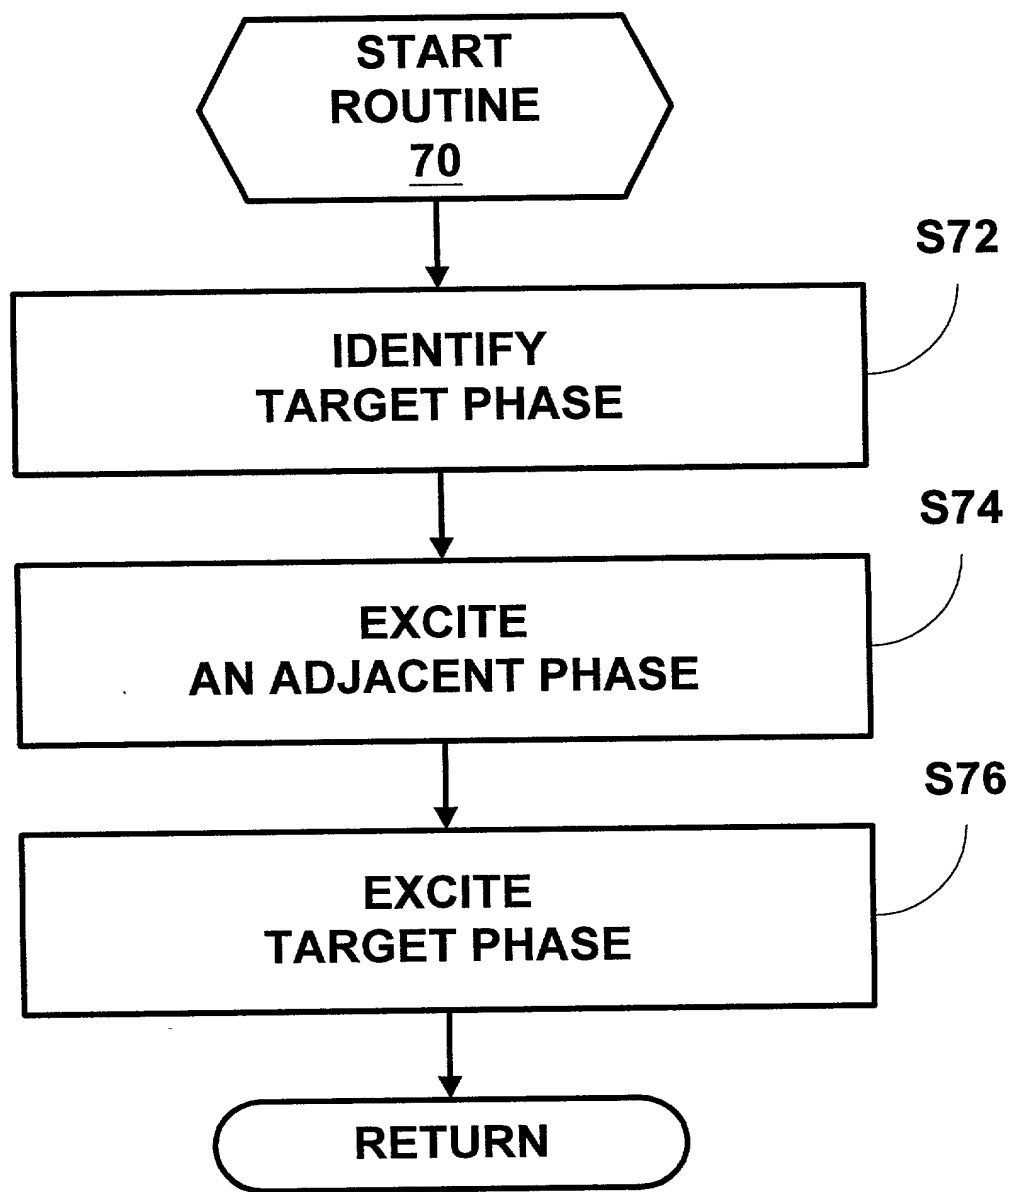 START
ROUTINE
70
S72
IDENTIFY
TARGET PHASE
S74
EXCITE
AN ADJACENT PHASE
S76
EXCITE
TARGET PHASE
RETURN